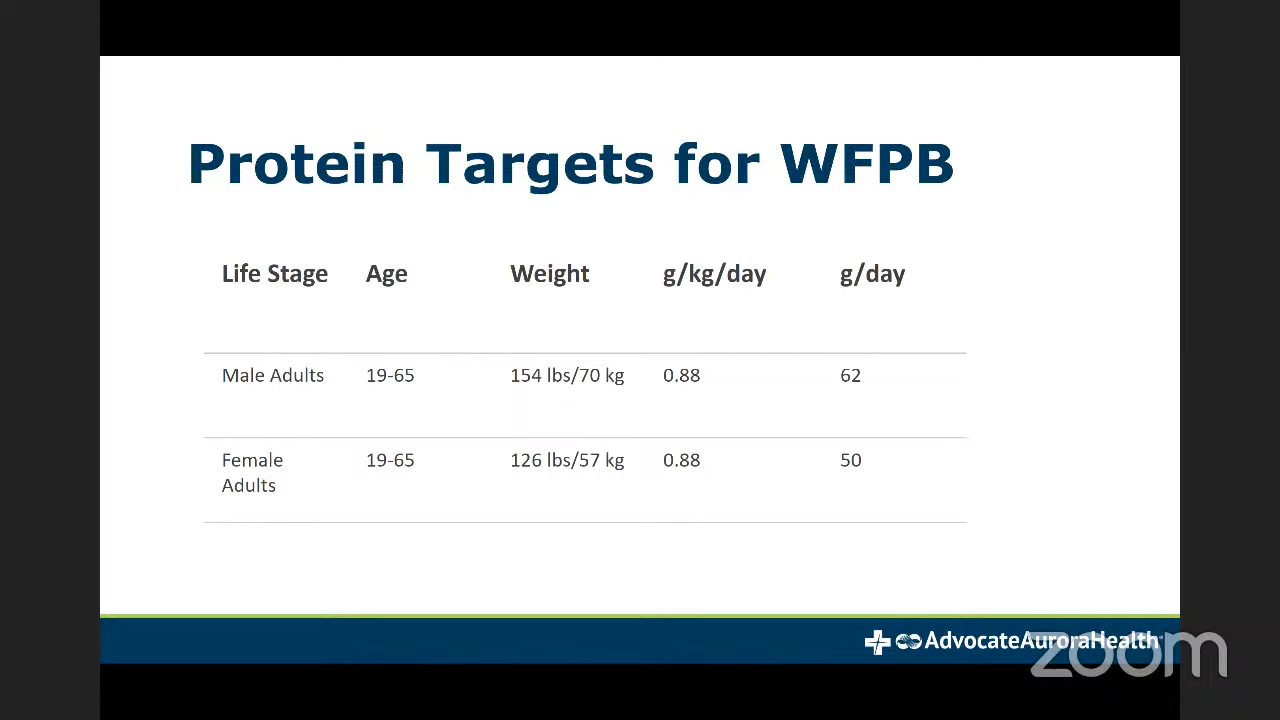 Protein Targets for WFPB
Life Stage Age Weight g/kg/day g/day
Male Adults 19-65 154 lbs/70 kg 0.88 62
Female 19-65 126 lbs/57 kg 0.88 50
Adults
AdvocateAuroraHealth
zoom